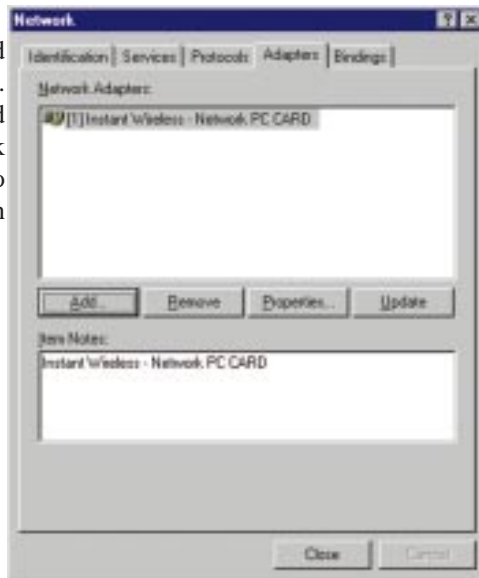 Network
Identification Services Protocols Adapters Bindings
Network Adapters:
[1] Instant Wireless - Network PC CARD
Add... Remove Properties... Update
Item Notes:
Instant Wireless - Network PC CARD
Close Cancel